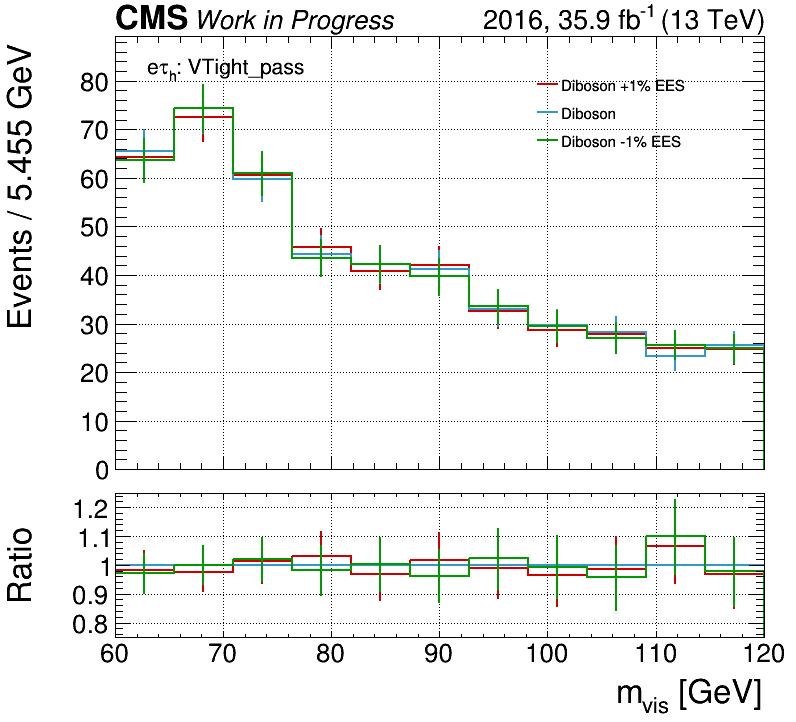 CMS Work in Progress 2016, 35.9 fb⁻¹ (13 TeV)
eτₕ: VTight_pass
Diboson +1% EES
Diboson
Diboson -1% EES
Events / 5.455 GeV
80
70
60
50
40
30
20
10
0
Ratio
1.2
1.1
1
0.9
0.8
60 70 80 90 100 110 120
m_vis [GeV]